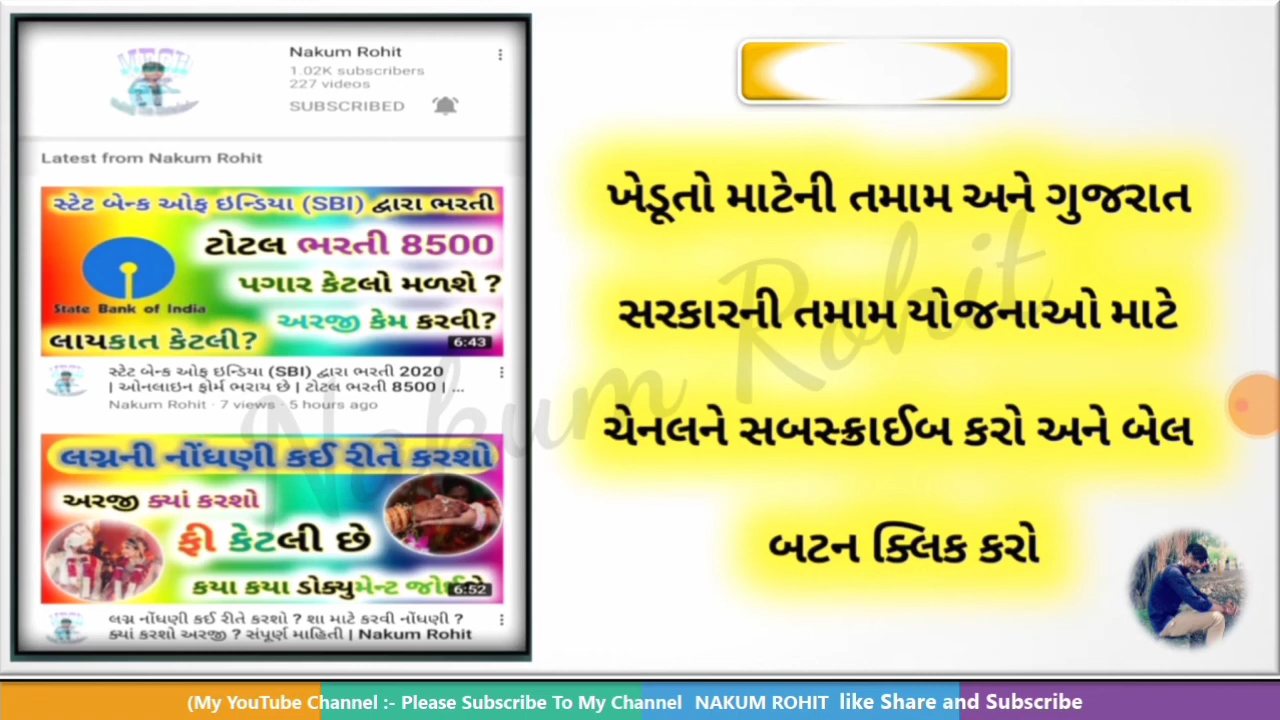 Nakum Rohit
1.02K subscribers
227 videos
SUBSCRIBED
Latest from Nakum Rohit
સ્ટેટ બેન્ક ઓફ ઇન્ડિયા (SBI) દ્વારા ભરતી
ટોટલ ભરતી 8500
પગાર કેટલો મળશે ?
State Bank of India
અરજી કેમ કરવી?
લાયકાત કેટલી?
6:43
સ્ટેટ બેન્ક ઓફ ઇન્ડિયા (SBI) દ્વારા ભરતી 2020
| ઓનલાઇન ફોર્મ ભરાય છે | ટોટલ ભરતી 8500 | ...
Nakum Rohit · 7 views · 5 hours ago
લગ્નની નોંધણી કઈ રીતે કરશો
અરજી ક્યાં કરશો
ફી કેટલી છે
કયા કયા ડોક્યુમેન્ટ જોઈશે
6:52
લગ્ન નોંધણી કઈ રીતે કરશો ? શા માટે કરવી નોંધણી ?
ક્યાં કરશો અરજી ? સંપૂર્ણ માહિતી | Nakum Rohit
ખેડૂતો માટેની તમામ અને ગુજરાત
સરકારની તમામ યોજનાઓ માટે
ચેનલને સબસ્ક્રાઈબ કરો અને બેલ
બટન ક્લિક કરો
Nakum Rohit
(My YouTube Channel :- Please Subscribe To My Channel NAKUM ROHIT like Share and Subscribe